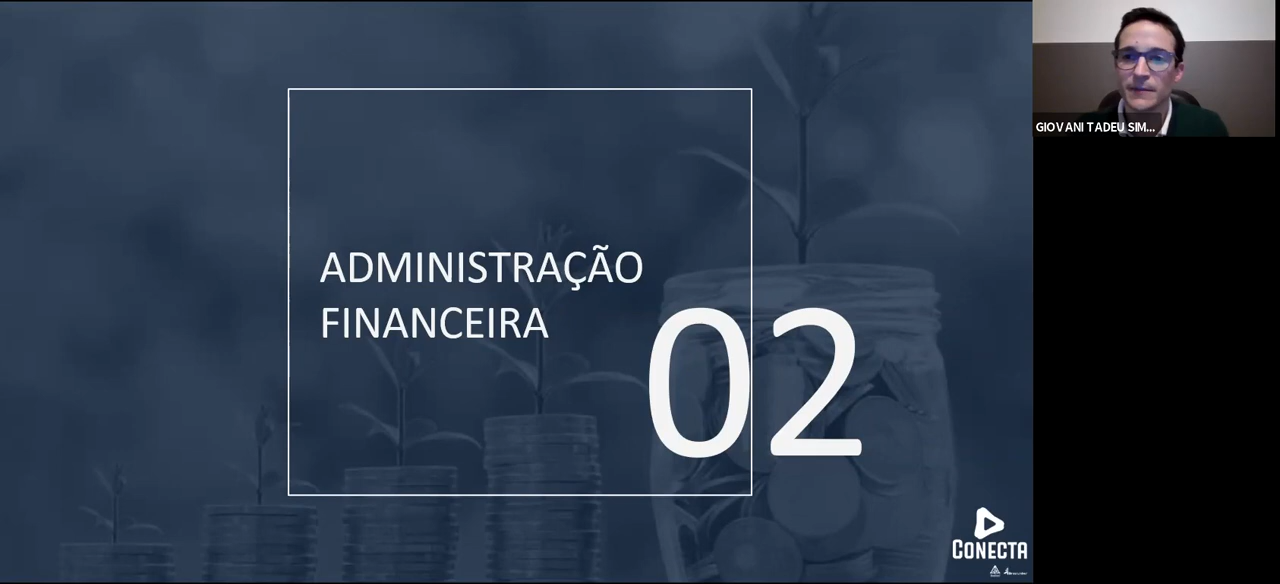 ADMINISTRAÇÃO
FINANCEIRA
02
GIOVANI TADEU SIM...
CONECTA